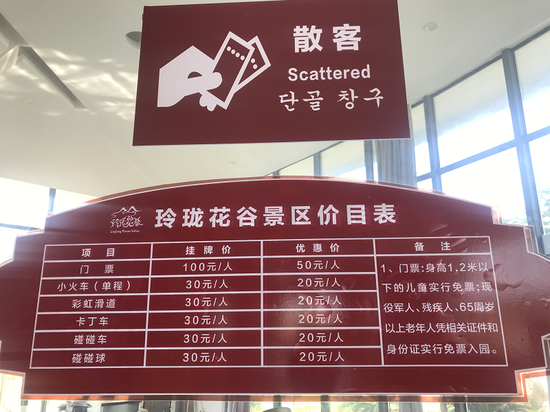 散客
Scattered
단골 창구
玲珑花谷景区价目表
项目 挂牌价 优惠价 备注
门票 100元/人 50元/人
小火车（单程） 30元/人 20元/人
彩虹滑道 30元/人 20元/人
卡丁车 30元/人 20元/人
碰碰车 30元/人 20元/人
碰碰球 30元/人 20元/人
1、门票:身高1.2米以
下的儿童实行免票;现
役军人、残疾人、65周岁
以上老年人凭相关证件和
身份证实行免票入园。